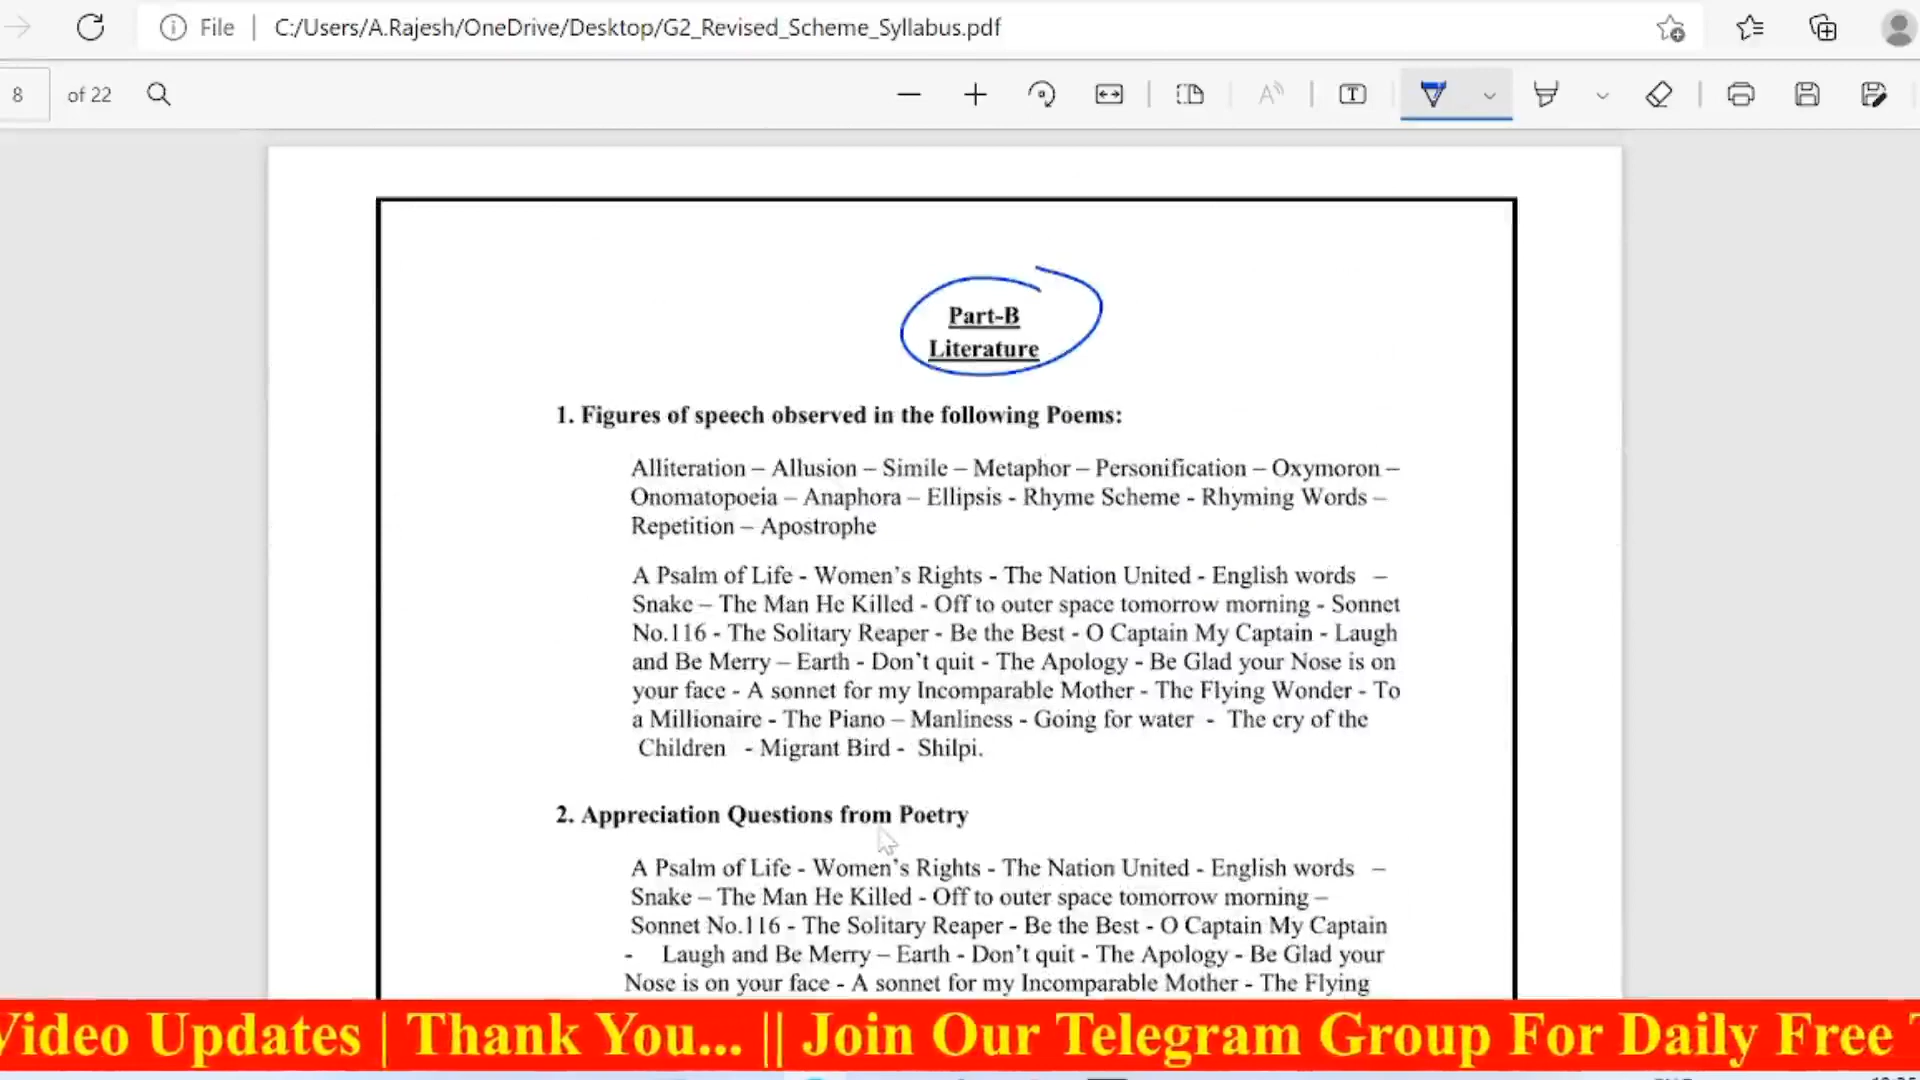 File
C:/Users/A.Rajesh/OneDrive/Desktop/G2_Revised_Scheme_Syllabus.pdf
8 of 22
Part-B
Literature
1. Figures of speech observed in the following Poems:
Alliteration – Allusion – Simile – Metaphor – Personification – Oxymoron –
Onomatopoeia – Anaphora – Ellipsis - Rhyme Scheme - Rhyming Words –
Repetition – Apostrophe
A Psalm of Life - Women's Rights - The Nation United - English words –
Snake – The Man He Killed - Off to outer space tomorrow morning - Sonnet
No.116 - The Solitary Reaper - Be the Best - O Captain My Captain - Laugh
and Be Merry – Earth - Don't quit - The Apology - Be Glad your Nose is on
your face - A sonnet for my Incomparable Mother - The Flying Wonder - To
a Millionaire - The Piano – Manliness - Going for water - The cry of the
Children - Migrant Bird - Shilpi.
2. Appreciation Questions from Poetry
A Psalm of Life - Women's Rights - The Nation United - English words –
Snake – The Man He Killed - Off to outer space tomorrow morning –
Sonnet No.116 - The Solitary Reaper - Be the Best - O Captain My Captain
- Laugh and Be Merry – Earth - Don't quit - The Apology - Be Glad your
Nose is on your face - A sonnet for my Incomparable Mother - The Flying
Video Updates | Thank You... || Join Our Telegram Group For Daily Free